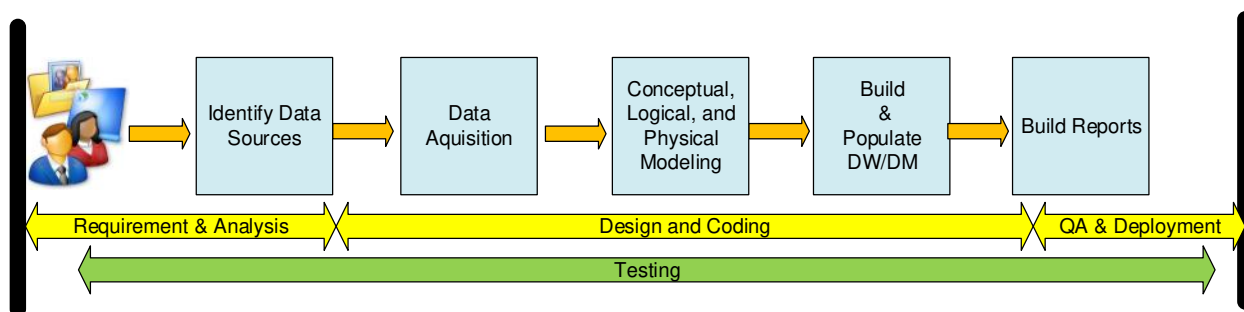 Identify Data
Sources
Data
Aquisition
Conceptual,
Logical, and
Physical
Modeling
Build
&
Populate
DW/DM
Build Reports
Requirement & Analysis
Design and Coding
QA & Deployment
Testing